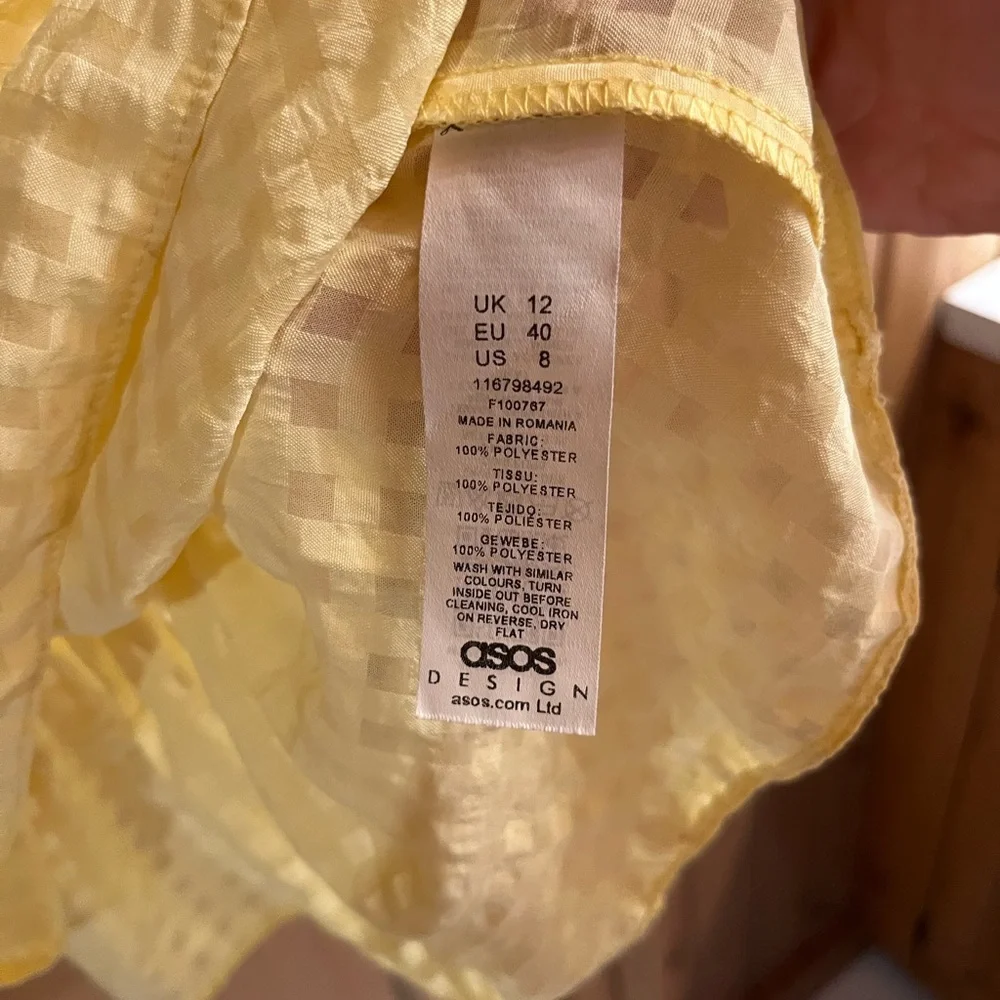 UK 12
EU 40
US 8
116798492
F100767
MADE IN ROMANIA
FABRIC:
100% POLYESTER
TISSU:
100% POLYESTER
TEJIDO:
100% POLIÉSTER
GEWEBE:
100% POLYESTER
WASH WITH SIMILAR
COLOURS, TURN
INSIDE OUT BEFORE
CLEANING, COOL IRON
ON REVERSE, DRY
FLAT
asos
DESIGN
asos.com Ltd